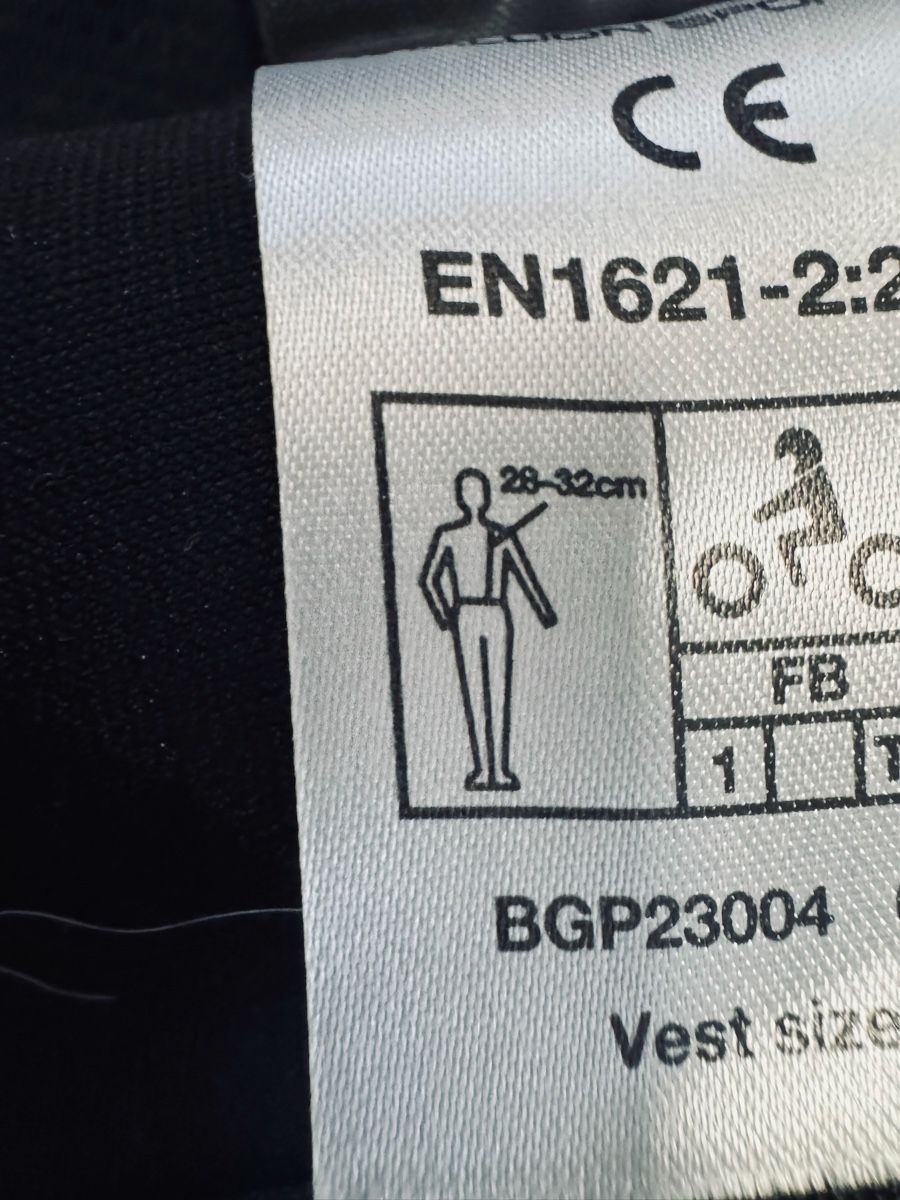 CE
EN1621-2:2
28-32cm
FB
1 T
BGP23004
Vest size